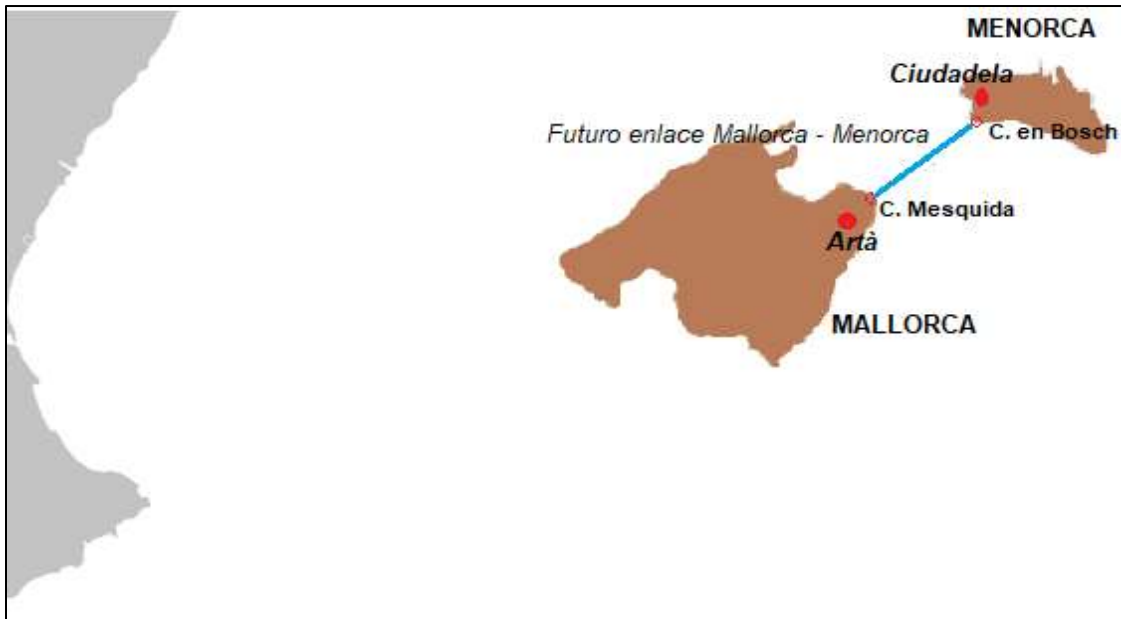 MENORCA
Ciudadela
Futuro enlace Mallorca - Menorca
C. en Bosch
C. Mesquida
Artà
MALLORCA